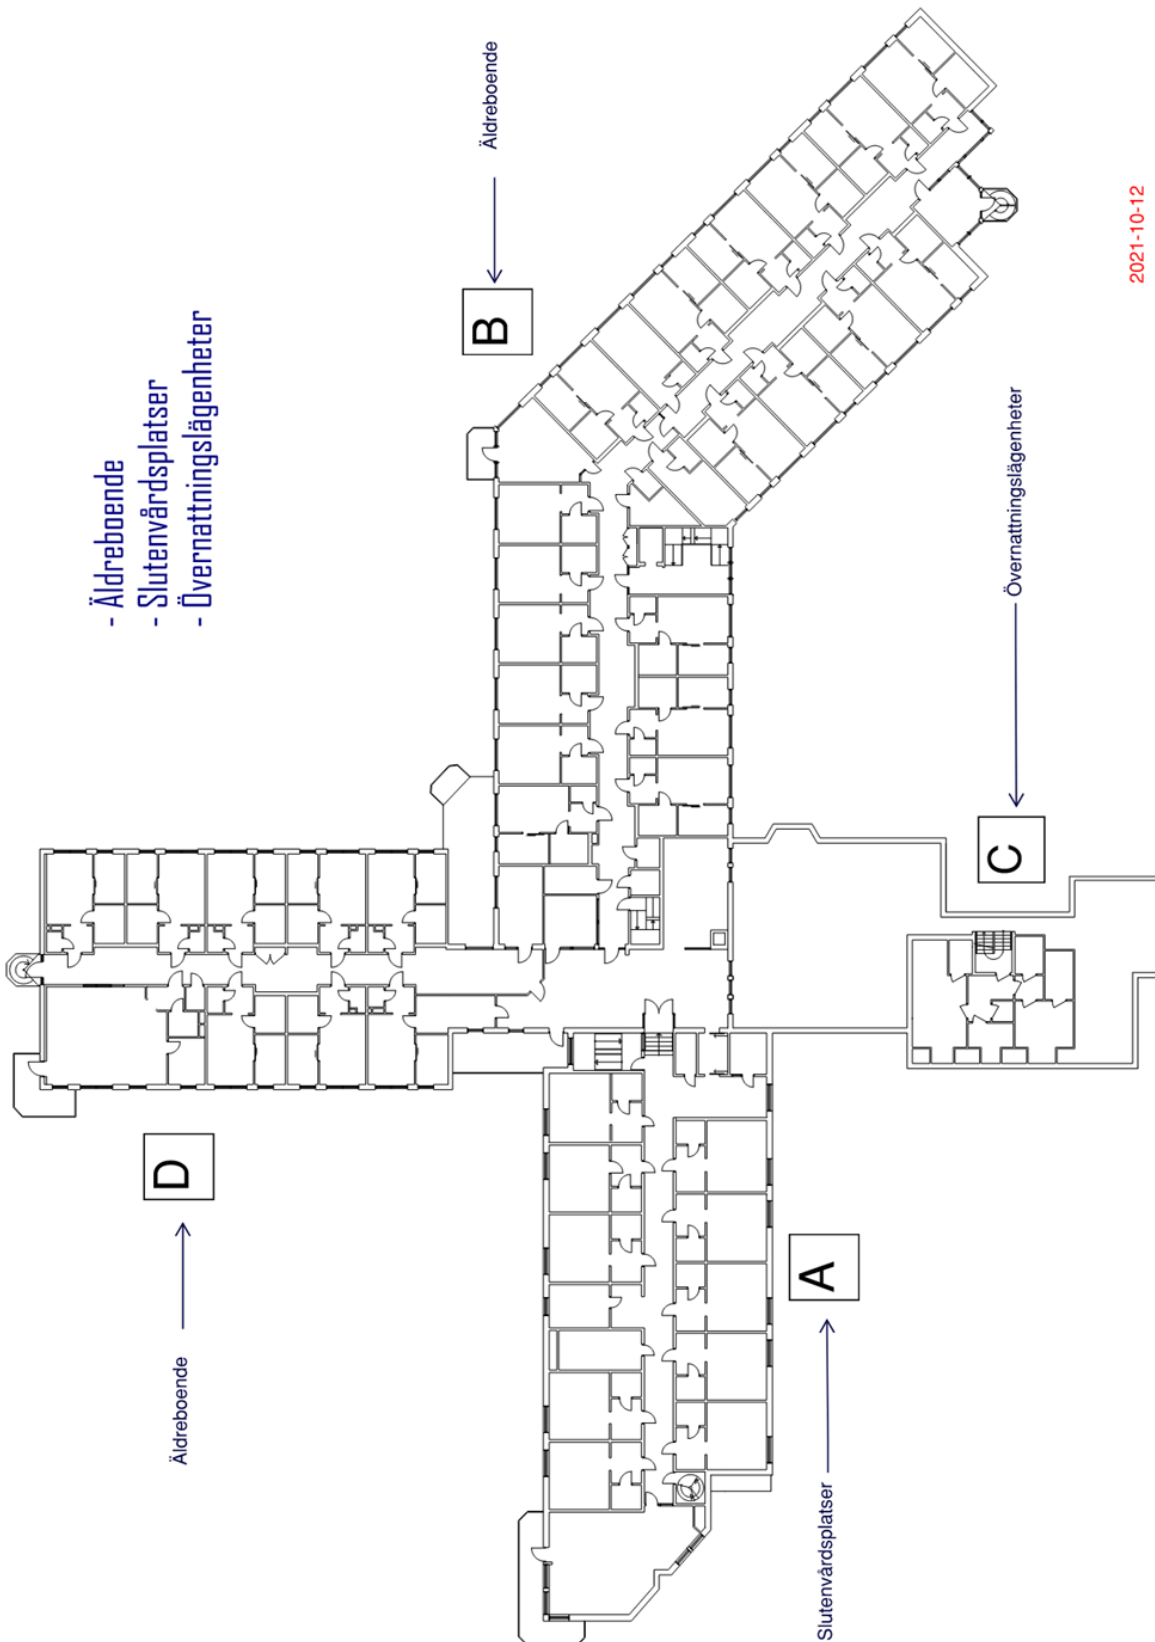 - Äldreboende
- Slutenvårdsplatser
- Övernattningslägenheter
Äldreboende
D
Äldreboende
B
Slutenvårdsplatser
A
C
Övernattningslägenheter
2021-10-12